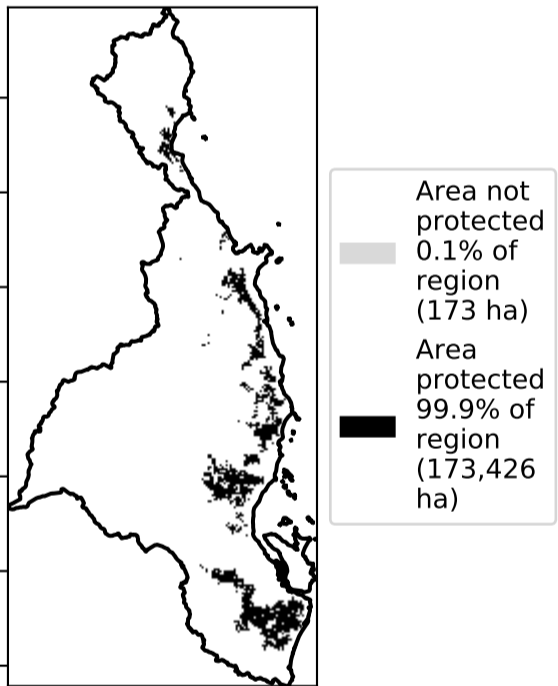 Area not
protected
0.1% of
region
(173 ha)
Area
protected
99.9% of
region
(173,426
ha)